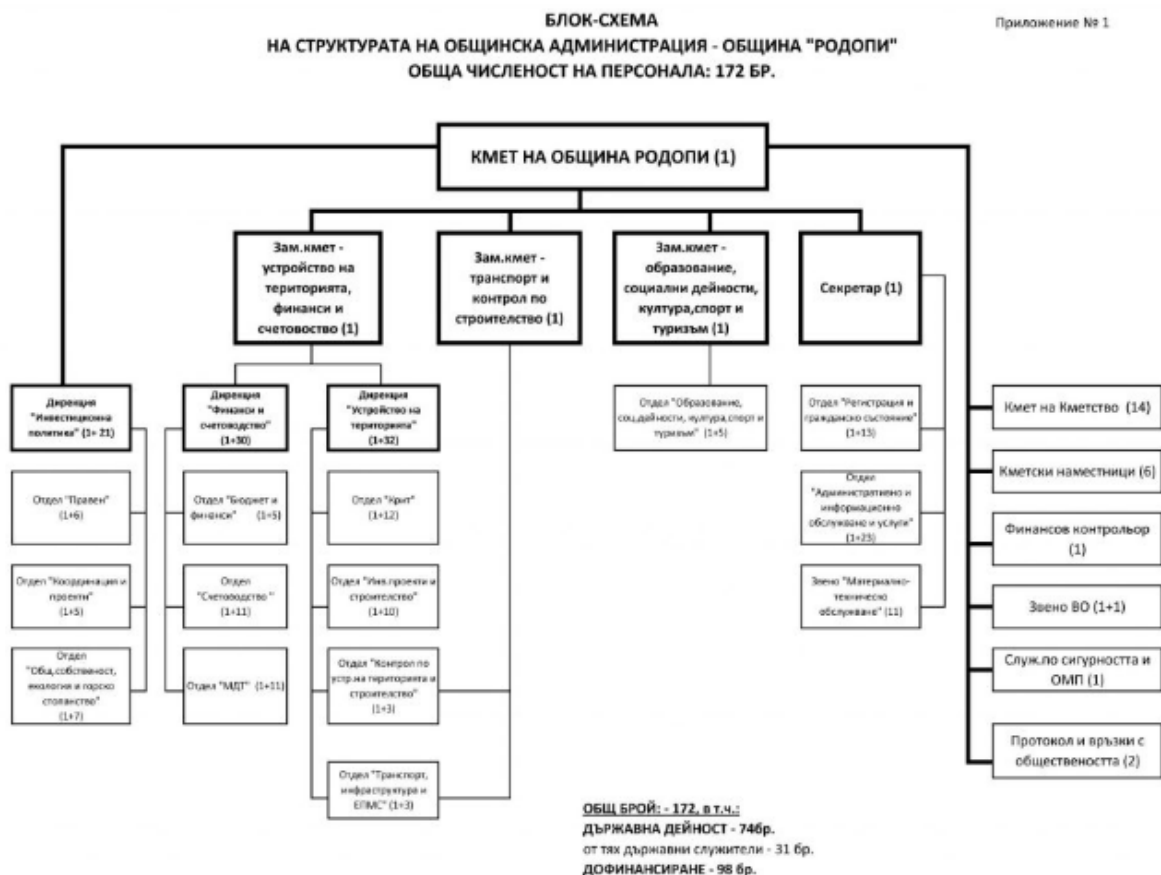 БЛОК-СХЕМА
Приложение № 1
НА СТРУКТУРАТА НА ОБЩИНСКА АДМИНИСТРАЦИЯ - ОБЩИНА "РОДОПИ"
ОБЩА ЧИСЛЕНОСТ НА ПЕРСОНАЛА: 172 БР.
КМЕТ НА ОБЩИНА РОДОПИ (1)
Зам.кмет -
устройство на
територията,
финанси и
счетовоство (1)
Зам.кмет -
транспорт и
контрол по
строителство (1)
Зам.кмет -
образование,
социални дейности,
култура,спорт и
туризъм (1)
Секретар (1)
Дирекция
"Инвестиционна
политика" (1+ 21)
Дирекция
"Финанси и
счетоводство"
(1+30)
Дирекция
"Устройство на
територията"
(1+32)
Отдел "Образование,
соц.дейности, култура,спорт и
туризъм" (1+5)
Отдел "Регистрация и
гражданско състояние"
(1+13)
Кмет на Кметство (14)
Отдел "Правен"
(1+6)
Отдел "Бюджет и
финанси" (1+5)
Отдел "Крит"
(1+12)
Отдел
"Административно и
информационно
обслужване и услуги"
(1+23)
Кметски наместници (6)
Финансов контрольор
(1)
Отдел "Координация и
проекти"
(1+5)
Отдел
"Счетоводство "
(1+11)
Отдел "Инв.проекти и
строителство"
(1+10)
Звено "Материално-
техническо
обслужване" (11)
Звено ВО (1+1)
Отдел
"Общ.собственост,
екология и горско
стопанство"
(1+7)
Отдел "МДТ" (1+11)
Отдел "Контрол по
устр.на територията и
строителство"
(1+3)
Служ.по сигурността и
ОМП (1)
Протокол и връзки с
обществеността (2)
Отдел "Транспорт,
инфраструктура и
ЕПМС" (1+3)
ОБЩ БРОЙ: - 172, в т.ч.:
ДЪРЖАВНА ДЕЙНОСТ - 74бр.
от тях държавни служители - 31 бр.
ДОФИНАНСИРАНЕ - 98 бр.